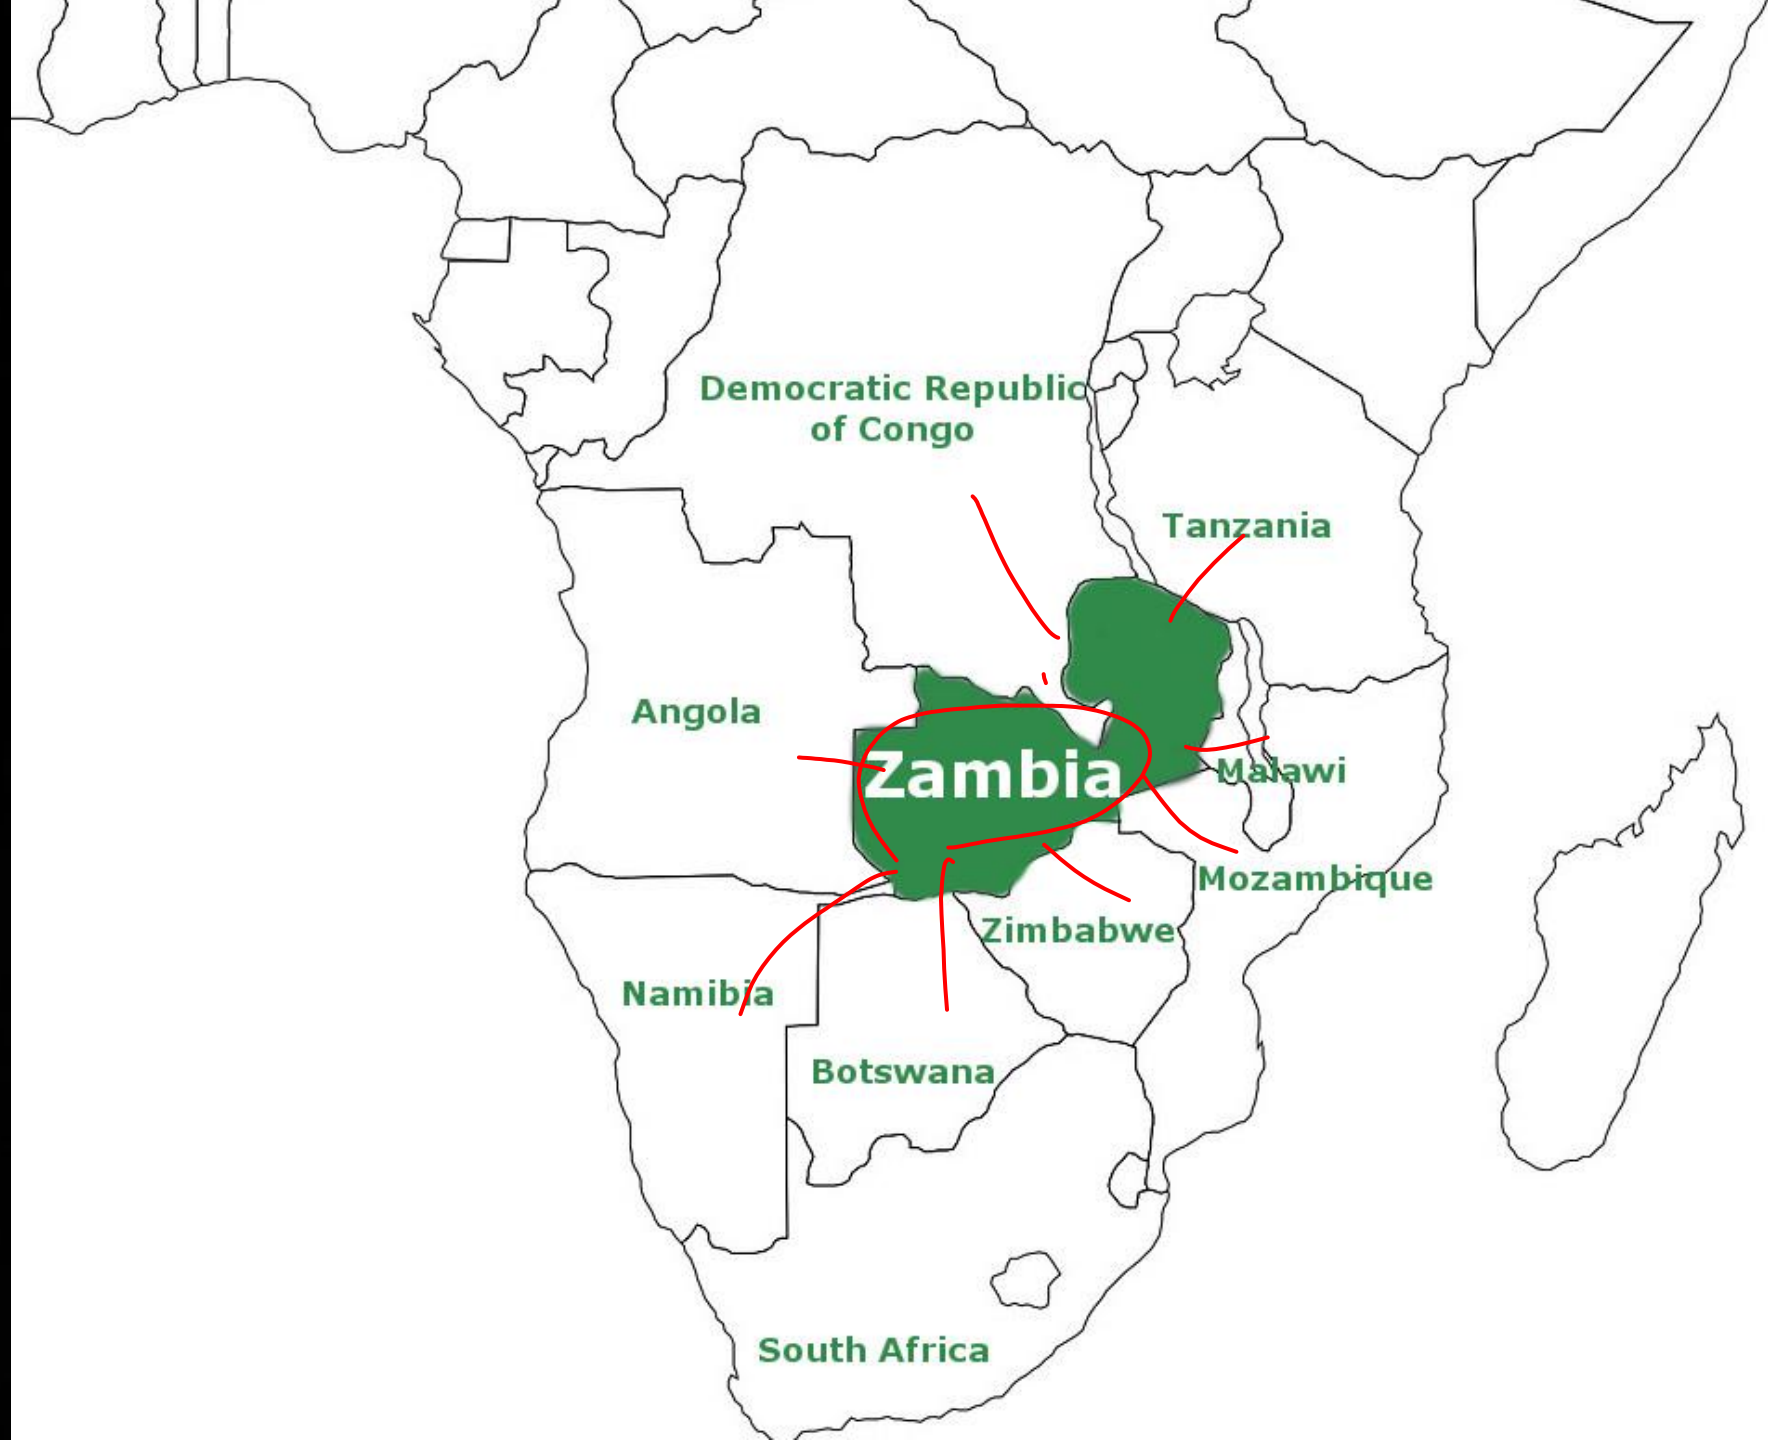 Democratic Republic
of Congo
Tanzania
Angola
Zambia
Malawi
Mozambique
Zimbabwe
Namibia
Botswana
South Africa